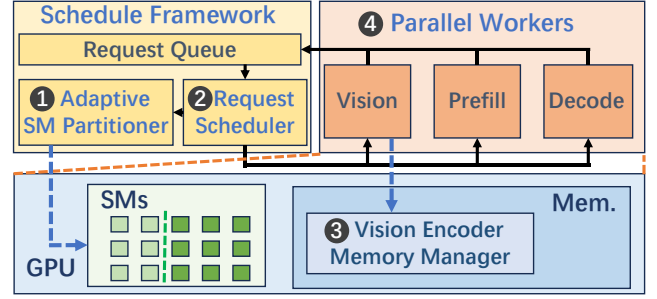 Schedule Framework
Request Queue
1 Adaptive
SM Partitioner
2 Request
Scheduler
4 Parallel Workers
Vision
Prefill
Decode
SMs
GPU
Mem.
3 Vision Encoder
Memory Manager